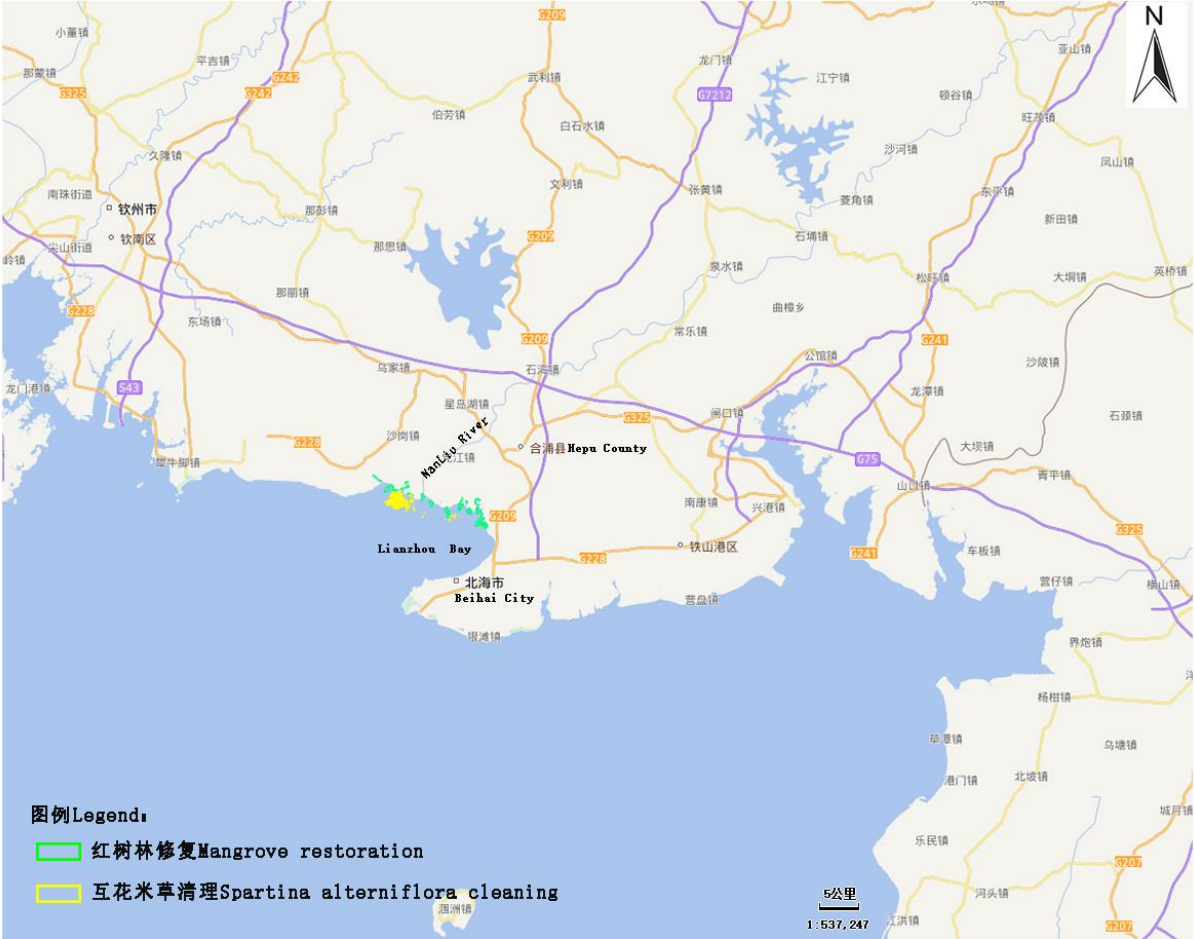 小董镇
G209
N
亚山镇
平吉镇
龙门镇
那蒙镇
G242
武利镇
江宁镇
G325
G242
G7212
顿谷镇
伯劳镇
旺茂镇
白石水镇
久隆镇
沙河镇
凤山镇
文利镇
张黄镇
东平镇
南珠街道
菱角镇
钦州市
那彭镇
新田镇
G209
石埇镇
钦南区
尖山街道
那思镇
泉水镇
英桥镇
松旺镇
大垌镇
那丽镇
曲樟乡
G228
东场镇
常乐镇
G209
G241
公馆镇
沙陂镇
乌家镇
石湾镇
龙门港镇
S43
龙潭镇
星岛湖镇
闸口镇
石颈镇
G325
沙岗镇
G228
NanLiu River
合浦县Hepu County
大坝镇
犀牛脚镇
G75
青平镇
山口镇
南康镇
兴港镇
G209
G325
Lianzhou Bay
铁山港区
G241
车板镇
G228
北海市
营仔镇
横山镇
Beihai City
营盘镇
银滩镇
界炮镇
杨柑镇
草潭镇
乌塘镇
港门镇
北坡镇
图例Legend:
城月镇
乐民镇
红树林修复Mangrove restoration
G207
互花米草清理Spartina alterniflora cleaning
5公里
河头镇
涠洲镇
1:537,247
江洪镇
G207